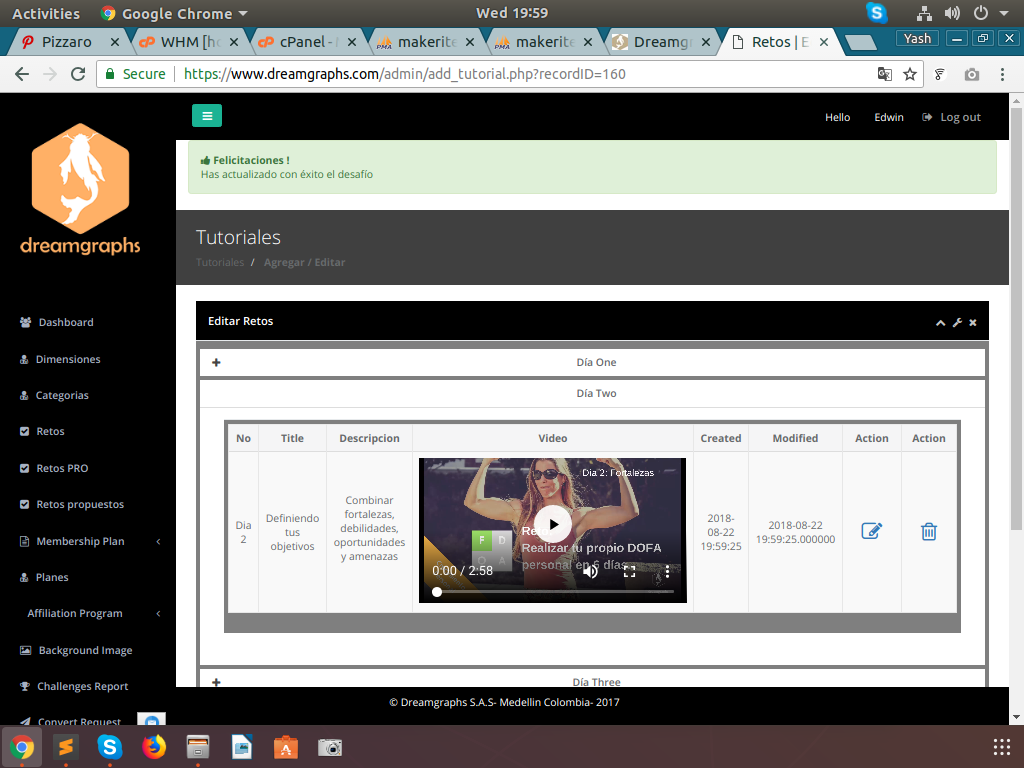 Activities
Google Chrome
Wed 19:59
Pizzaro
WHM [h
cPanel -
makerite
makerite
Dreamgr
Retos | E
Yash
Secure
https://www.dreamgraphs.com/admin/add_tutorial.php?recordID=160
Hello
Edwin
Log out
Felicitaciones !
Has actualizado con éxito el desafío
dreamgraphs
Tutoriales
Tutoriales / Agregar / Editar
Dashboard
Dimensiones
Categorias
Retos
Retos PRO
Retos propuestos
Membership Plan
Planes
Affiliation Program
Background Image
Challenges Report
Convert Request
Editar Retos
Día One
Día Two
No Title Descripcion Video Created Modified Action Action
Dia
2
Definiendo
tus
objetivos
Combinar
fortalezas,
debilidades,
oportunidades
y amenazas
Dia 2: Fortalezas
F D
O A
Realizar tu propio DOFA
personal en 6 días
0:00 / 2:58
2018-
08-22
19:59:25
2018-08-22
19:59:25.000000
Día Three
© Dreamgraphs S.A.S- Medellin Colombia- 2017